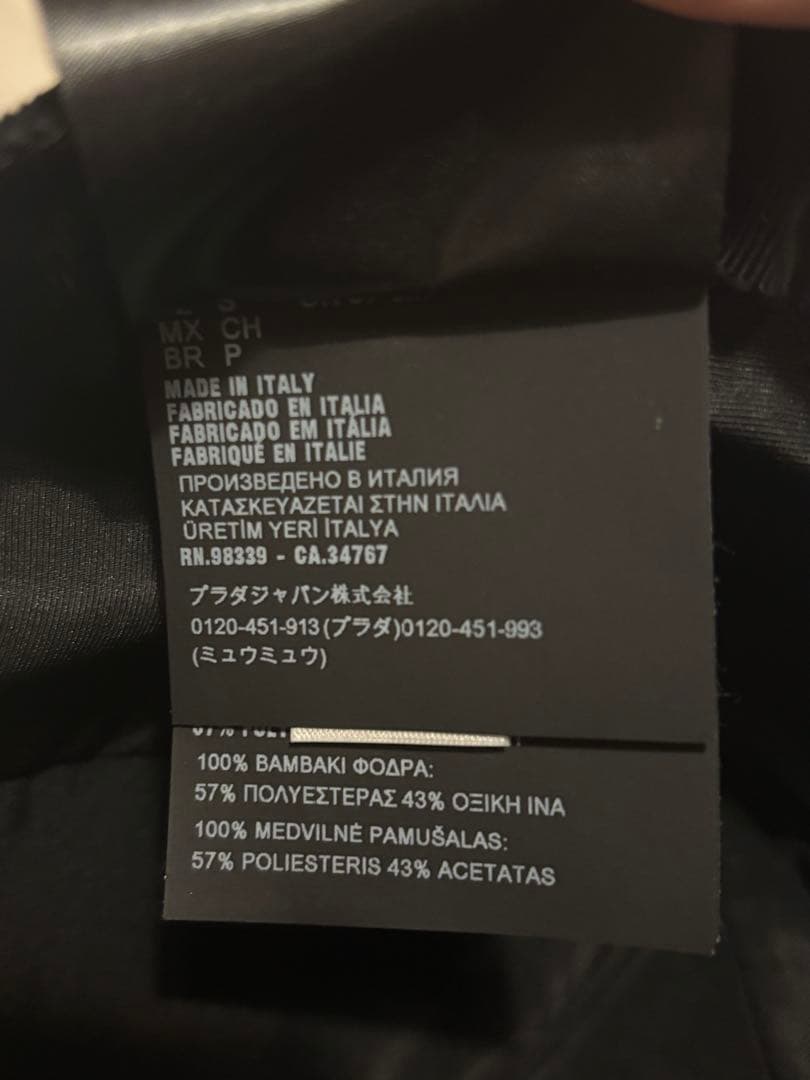 MX CH
BR P
MADE IN ITALY
FABRICADO EN ITALIA
FABRICADO EM ITÁLIA
FABRIQUÉ EN ITALIE
ПРОИЗВЕДЕНО В ИТАЛИЯ
ΚΑΤΑΣΚΕΥΑΖΕΤΑΙ ΣΤΗΝ ΙΤΑΛΙΑ
ÜRETİM YERİ İTALYA
RN.98339 - CA.34767
プラダジャパン株式会社
0120-451-913(プラダ)0120-451-993
(ミュウミュウ)
100% ΒΑΜΒΑΚΙ ΦΟΔΡΑ:
57% ΠΟΛΥΕΣΤΕΡΑΣ 43% ΟΞΙΚΗ ΙΝΑ
100% MEDVILNĖ PAMUŠALAS:
57% POLIESTERIS 43% ACETATAS